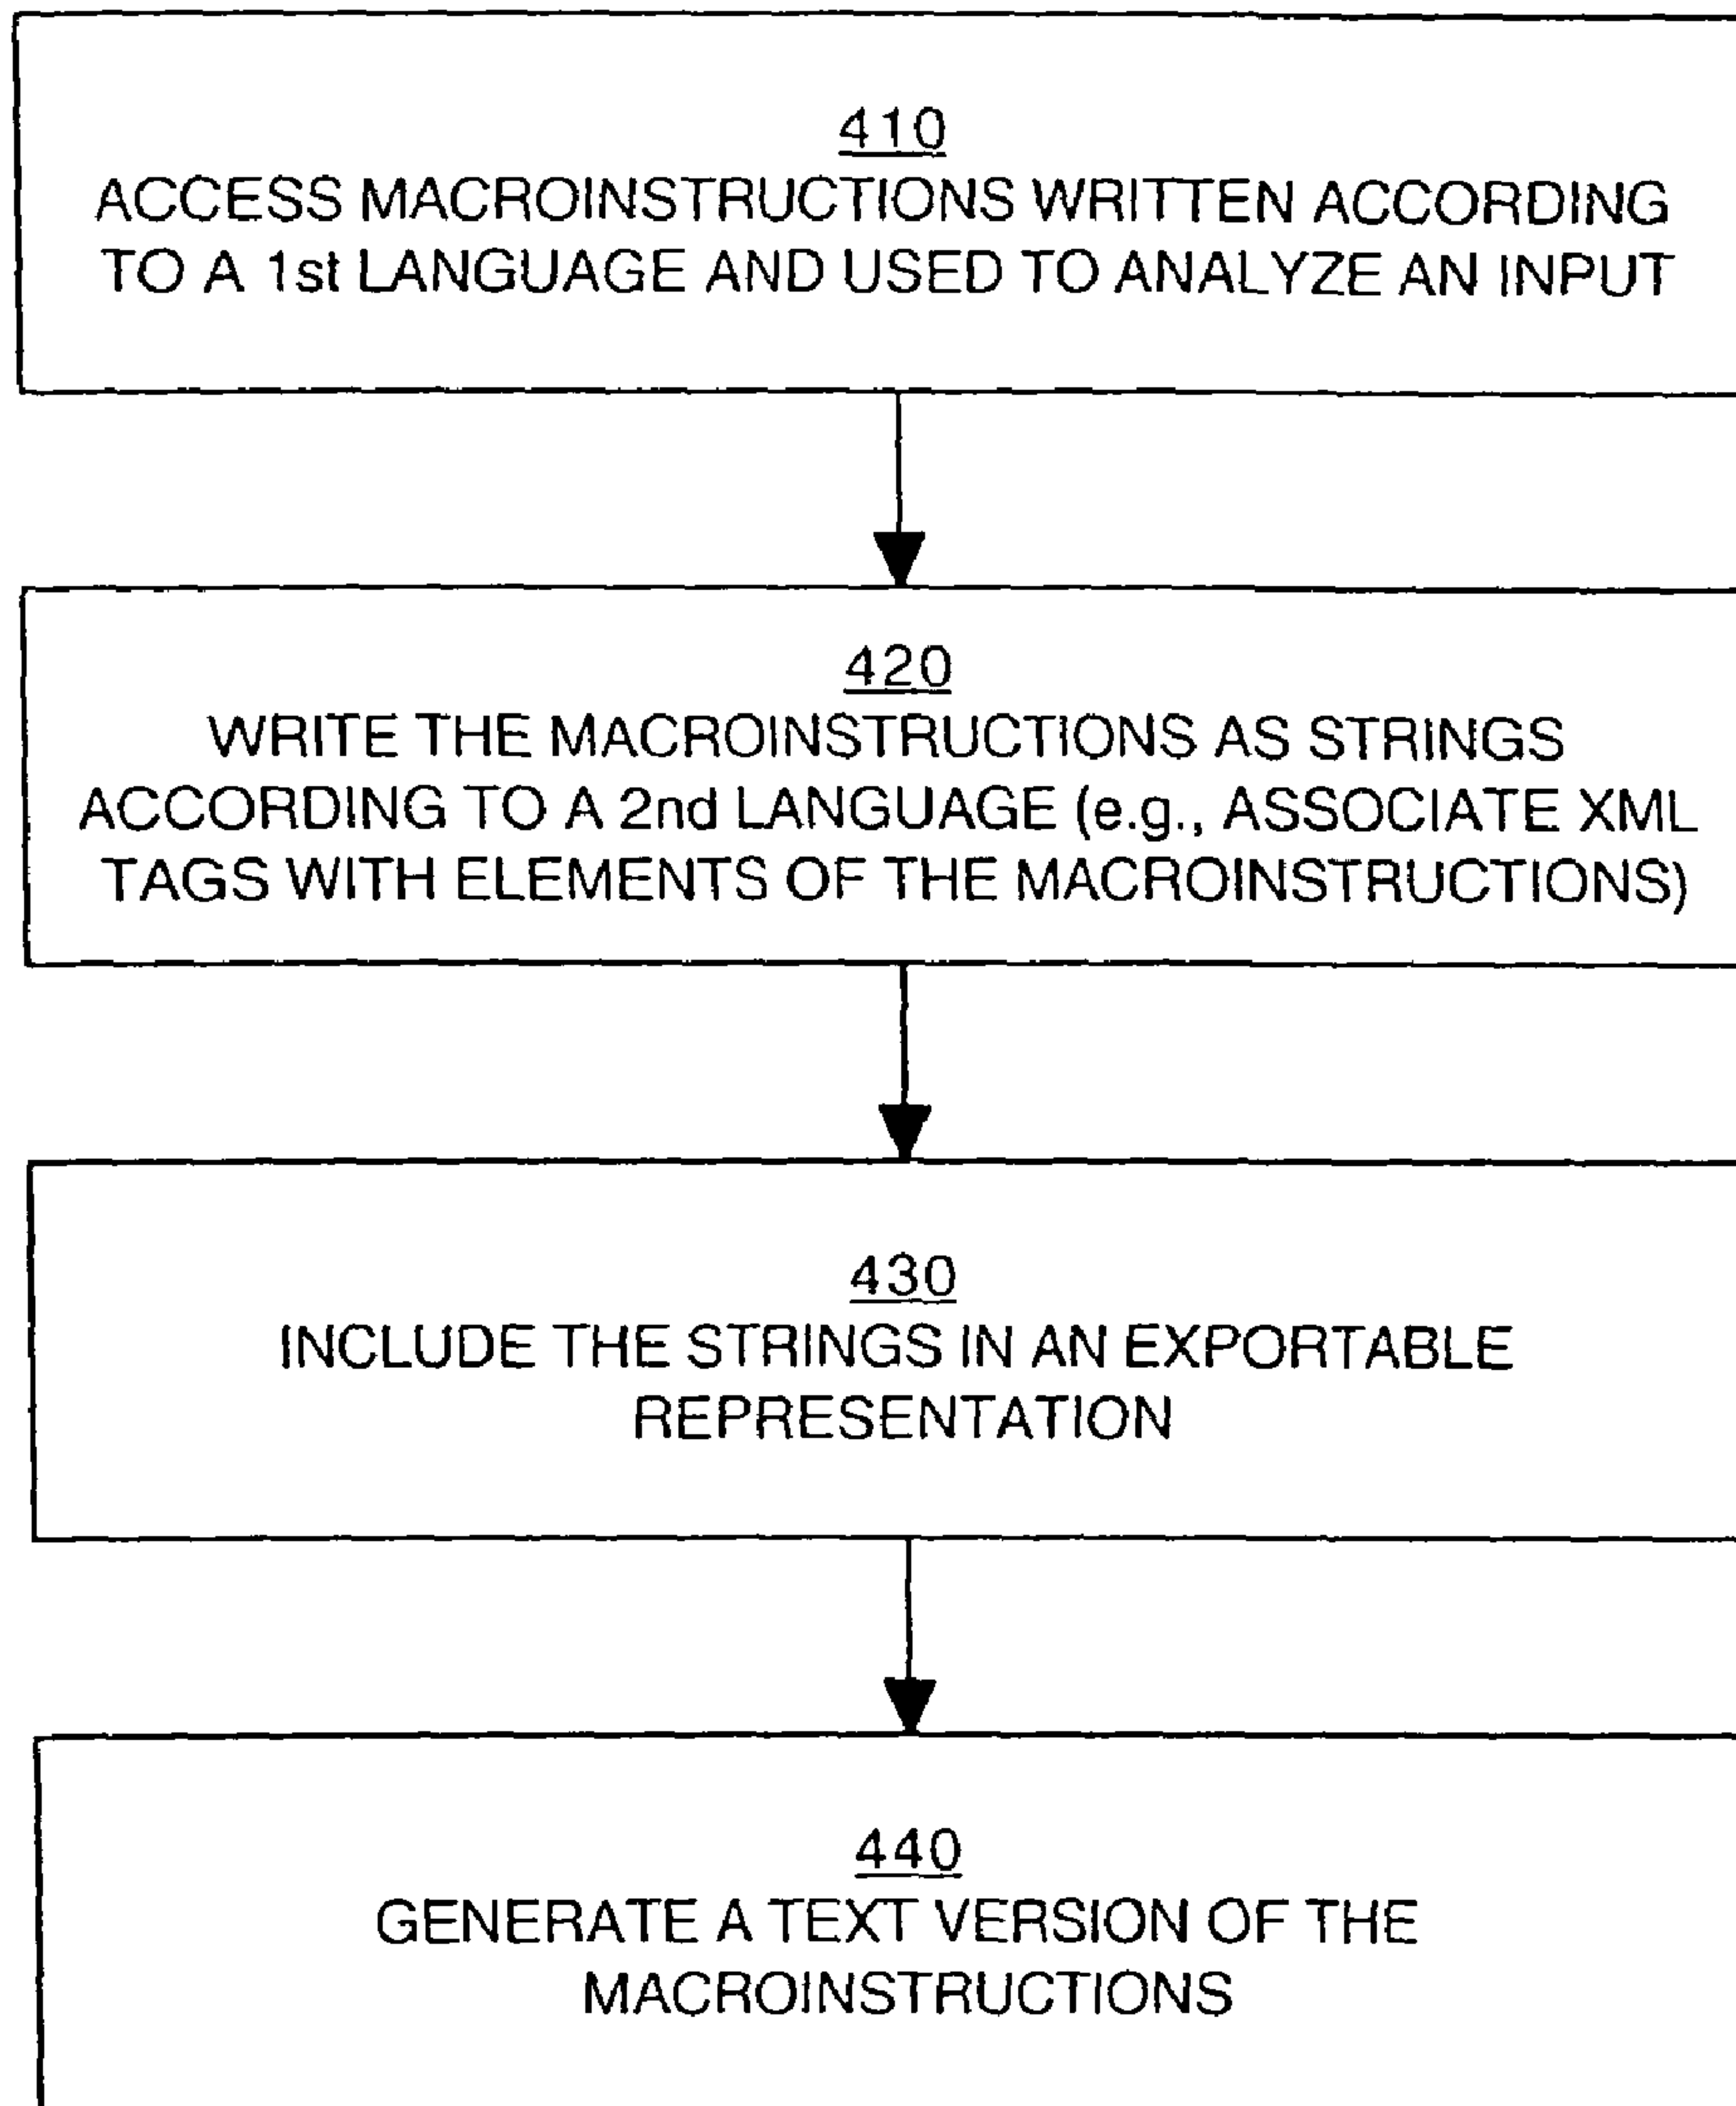 410
ACCESS MACROINSTRUCTIONS WRITTEN ACCORDING
TO A 1st LANGUAGE AND USED TO ANALYZE AN INPUT
420
WRITE THE MACROINSTRUCTIONS AS STRINGS
ACCORDING TO A 2nd LANGUAGE (e.g., ASSOCIATE XML
TAGS WITH ELEMENTS OF THE MACROINSTRUCTIONS)
430
INCLUDE THE STRINGS IN AN EXPORTABLE
REPRESENTATION
440
GENERATE A TEXT VERSION OF THE
MACROINSTRUCTIONS